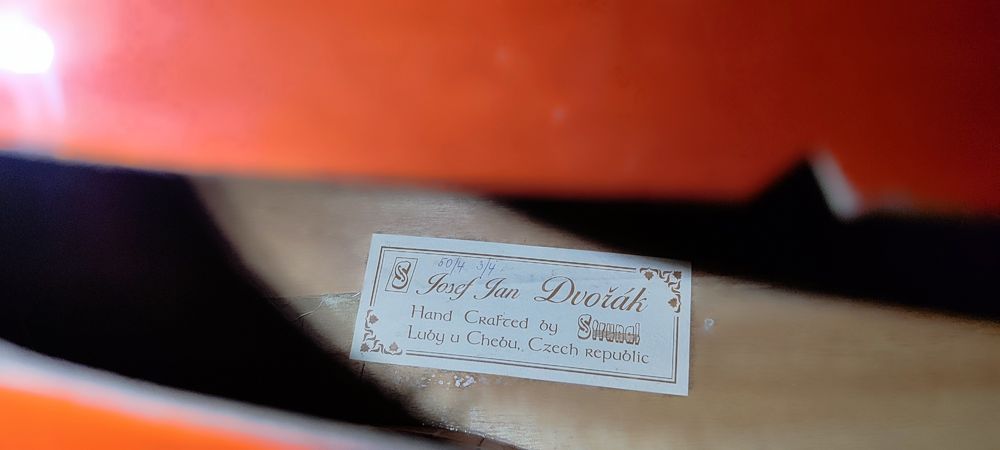 50/4 3/4
S Josef Jan Dvořák
Hand Crafted by Strunal
Luby u Chebu, Czech republic